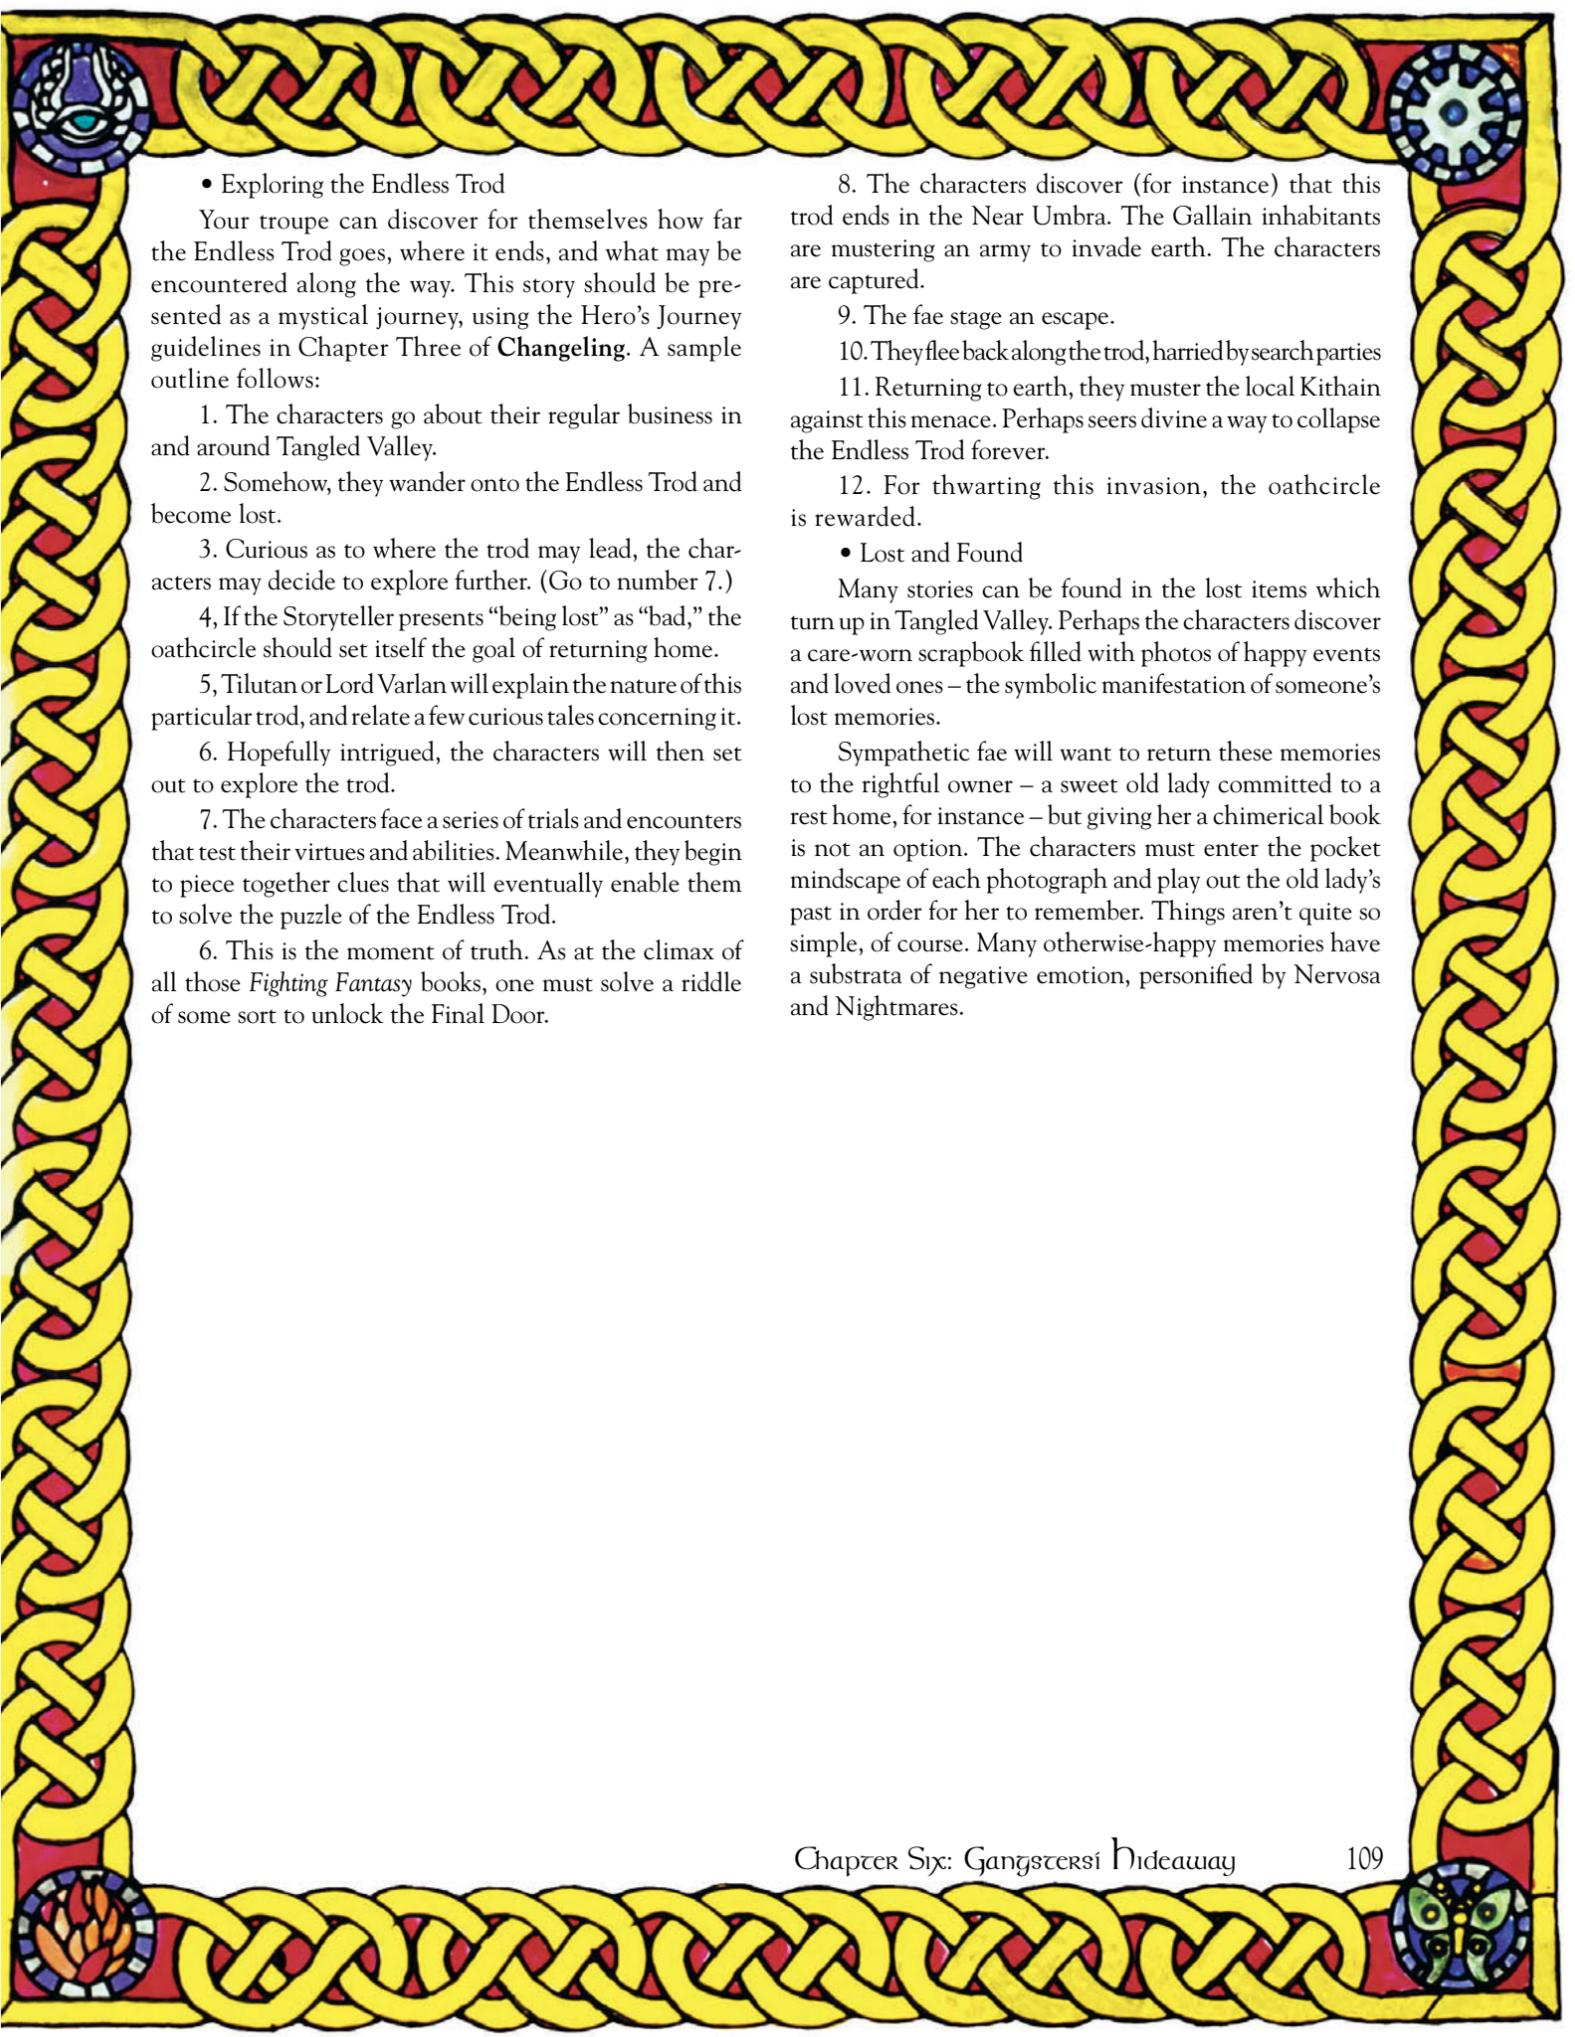 • Exploring the Endless Trod
Your troupe can discover for themselves how far
the Endless Trod goes, where it ends, and what may be
encountered along the way. This story should be pre-
sented as a mystical journey, using the Hero’s Journey
guidelines in Chapter Three of Changeling. A sample
outline follows:
1. The characters go about their regular business in
and around Tangled Valley.
2. Somehow, they wander onto the Endless Trod and
become lost.
3. Curious as to where the trod may lead, the char-
acters may decide to explore further. (Go to number 7.)
4, If the Storyteller presents “being lost” as “bad,” the
oathcircle should set itself the goal of returning home.
5, Tilutan or Lord Varlan will explain the nature of this
particular trod, and relate a few curious tales concerning it.
6. Hopefully intrigued, the characters will then set
out to explore the trod.
7. The characters face a series of trials and encounters
that test their virtues and abilities. Meanwhile, they begin
to piece together clues that will eventually enable them
to solve the puzzle of the Endless Trod.
6. This is the moment of truth. As at the climax of
all those Fighting Fantasy books, one must solve a riddle
of some sort to unlock the Final Door.
8. The characters discover (for instance) that this
trod ends in the Near Umbra. The Gallain inhabitants
are mustering an army to invade earth. The characters
are captured.
9. The fae stage an escape.
10. They flee back along the trod, harried by search parties
11. Returning to earth, they muster the local Kithain
against this menace. Perhaps seers divine a way to collapse
the Endless Trod forever.
12. For thwarting this invasion, the oathcircle
is rewarded.
• Lost and Found
Many stories can be found in the lost items which
turn up in Tangled Valley. Perhaps the characters discover
a care-worn scrapbook filled with photos of happy events
and loved ones – the symbolic manifestation of someone’s
lost memories.
Sympathetic fae will want to return these memories
to the rightful owner – a sweet old lady committed to a
rest home, for instance – but giving her a chimerical book
is not an option. The characters must enter the pocket
mindscape of each photograph and play out the old lady’s
past in order for her to remember. Things aren’t quite so
simple, of course. Many otherwise-happy memories have
a substrata of negative emotion, personified by Nervosa
and Nightmares.
Chapter Six: Gangstersí Hideaway 109